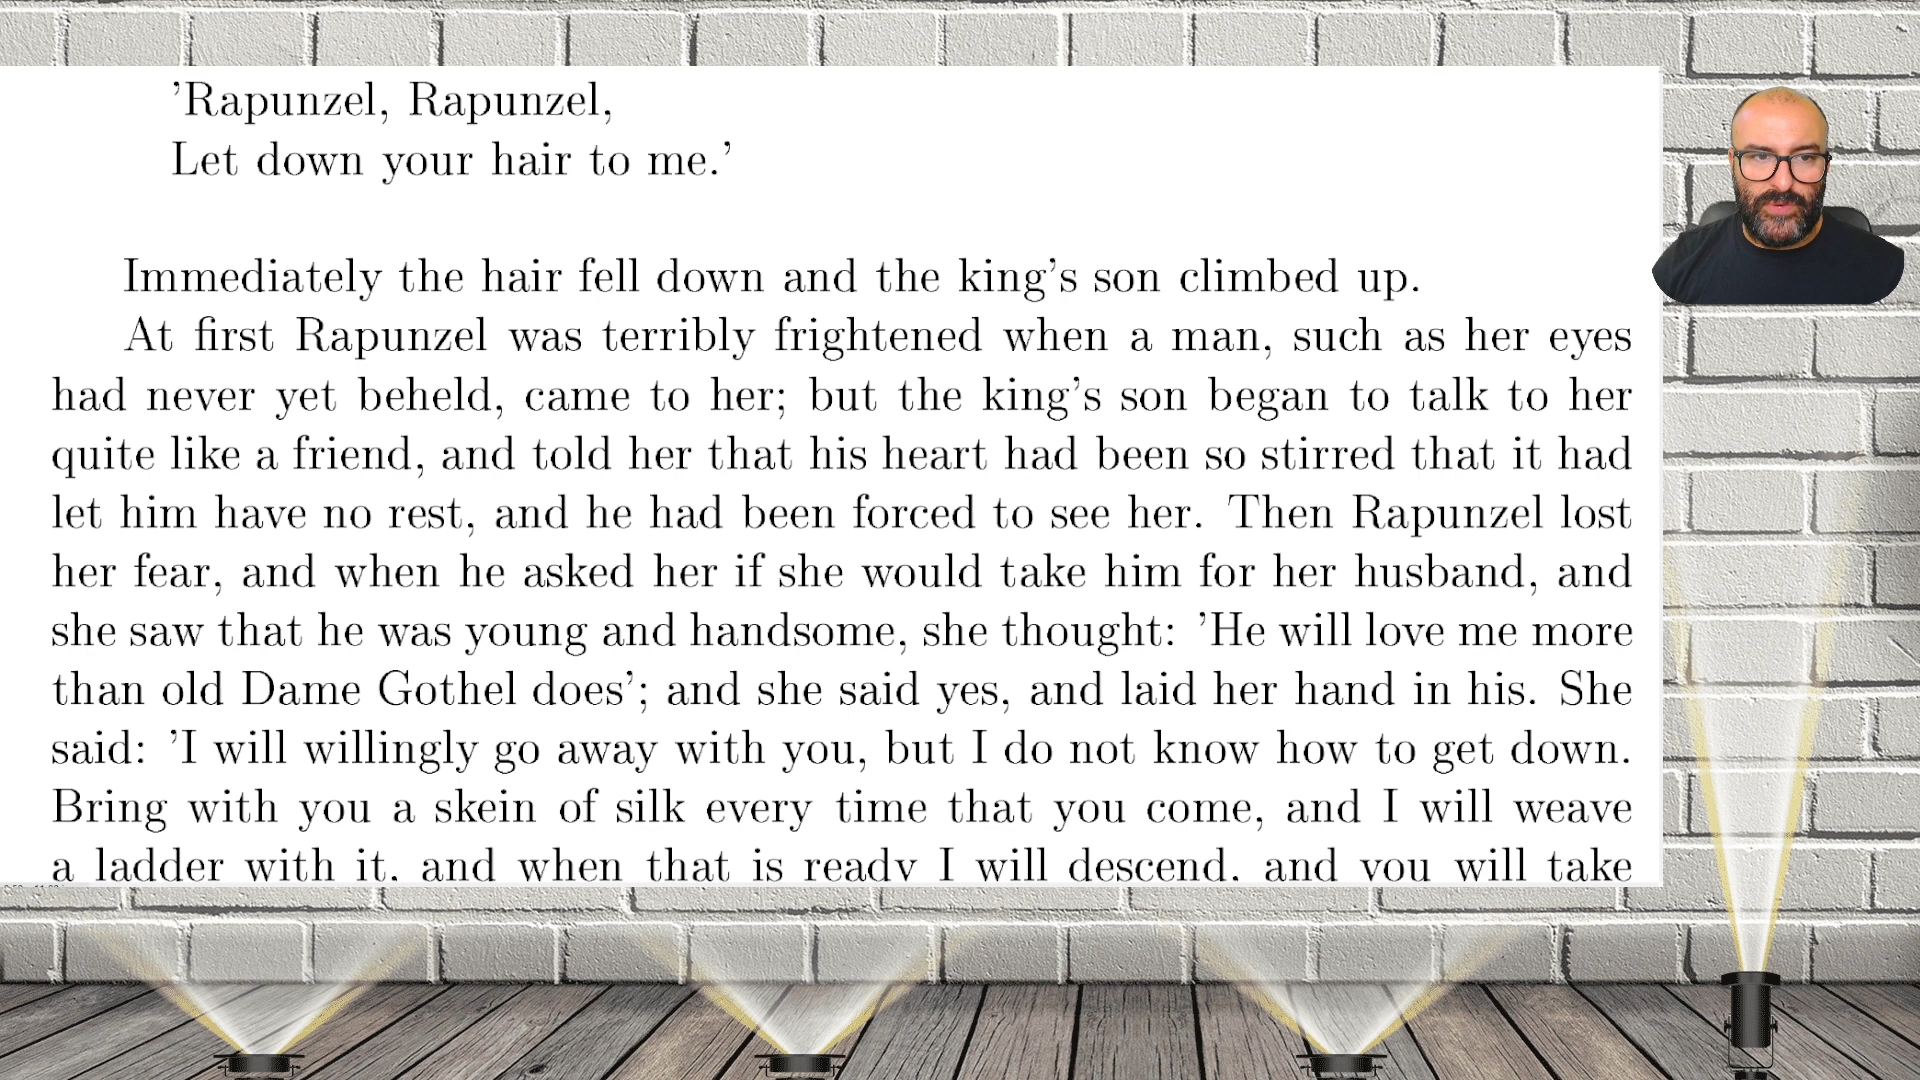 ’Rapunzel, Rapunzel,
Let down your hair to me.’
Immediately the hair fell down and the king’s son climbed up.
At first Rapunzel was terribly frightened when a man, such as her eyes
had never yet beheld, came to her; but the king’s son began to talk to her
quite like a friend, and told her that his heart had been so stirred that it had
let him have no rest, and he had been forced to see her. Then Rapunzel lost
her fear, and when he asked her if she would take him for her husband, and
she saw that he was young and handsome, she thought: ’He will love me more
than old Dame Gothel does’; and she said yes, and laid her hand in his. She
said: ’I will willingly go away with you, but I do not know how to get down.
Bring with you a skein of silk every time that you come, and I will weave
a ladder with it, and when that is ready I will descend, and you will take